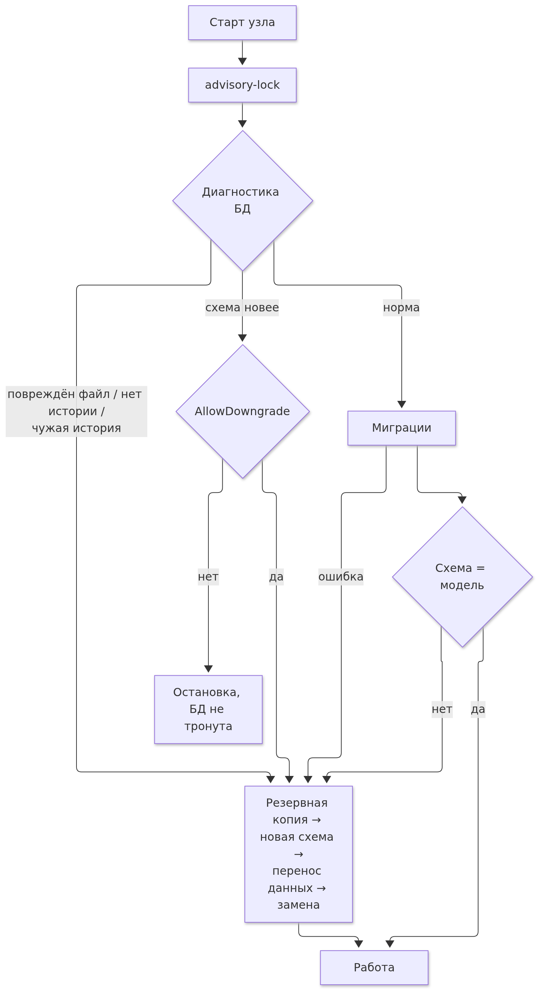 Старт узла
advisory-lock
Диагностика
БД
схема новее
норма
повреждён файл / нет
истории /
чужая история
AllowDowngrade
Миграции
нет
да
ошибка
Схема =
модель
Остановка,
БД не
тронута
нет
да
Резервная
копия →
новая схема
→
перенос
данных →
замена
Работа